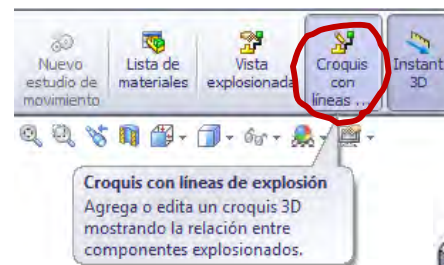 Nuevo
estudio de
movimiento
Lista de
materiales
Vista
explosionada
Croquis
con
líneas ...
Instant
3D
Croquis con líneas de explosión
Agrega o edita un croquis 3D
mostrando la relación entre
componentes explosionados.